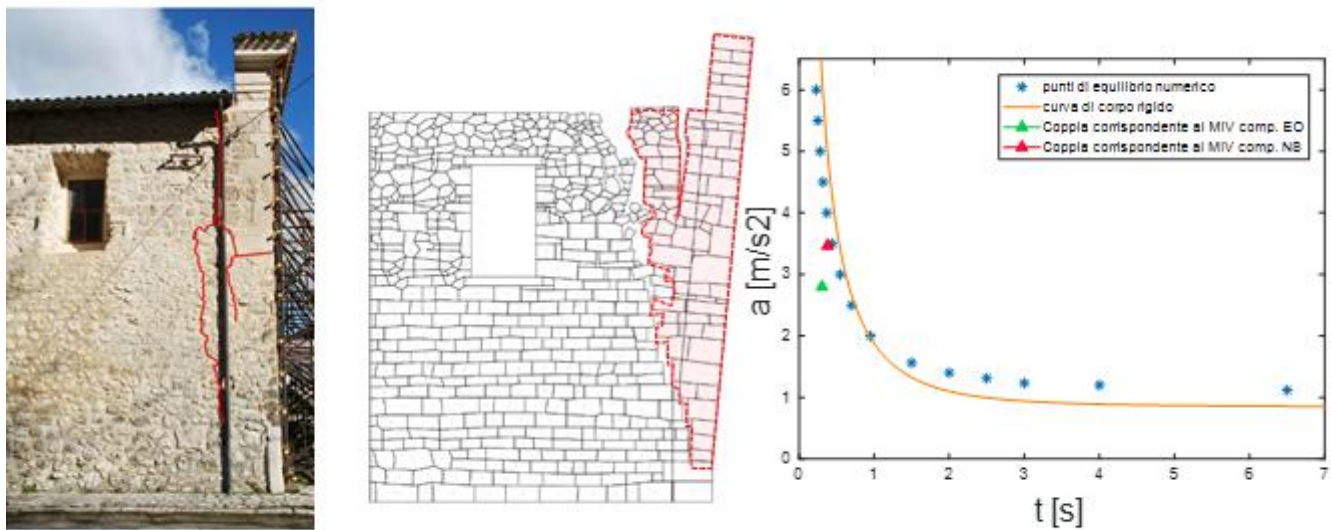 punti di equilibrio numerico
curva di corpo rigido
Coppia corrispondente al MIV comp. EO
Coppia corrispondente al MIV comp. NS
6
5
4
3
2
1
0
a [m/s2]
0 1 2 3 4 5 6 7
t [s]